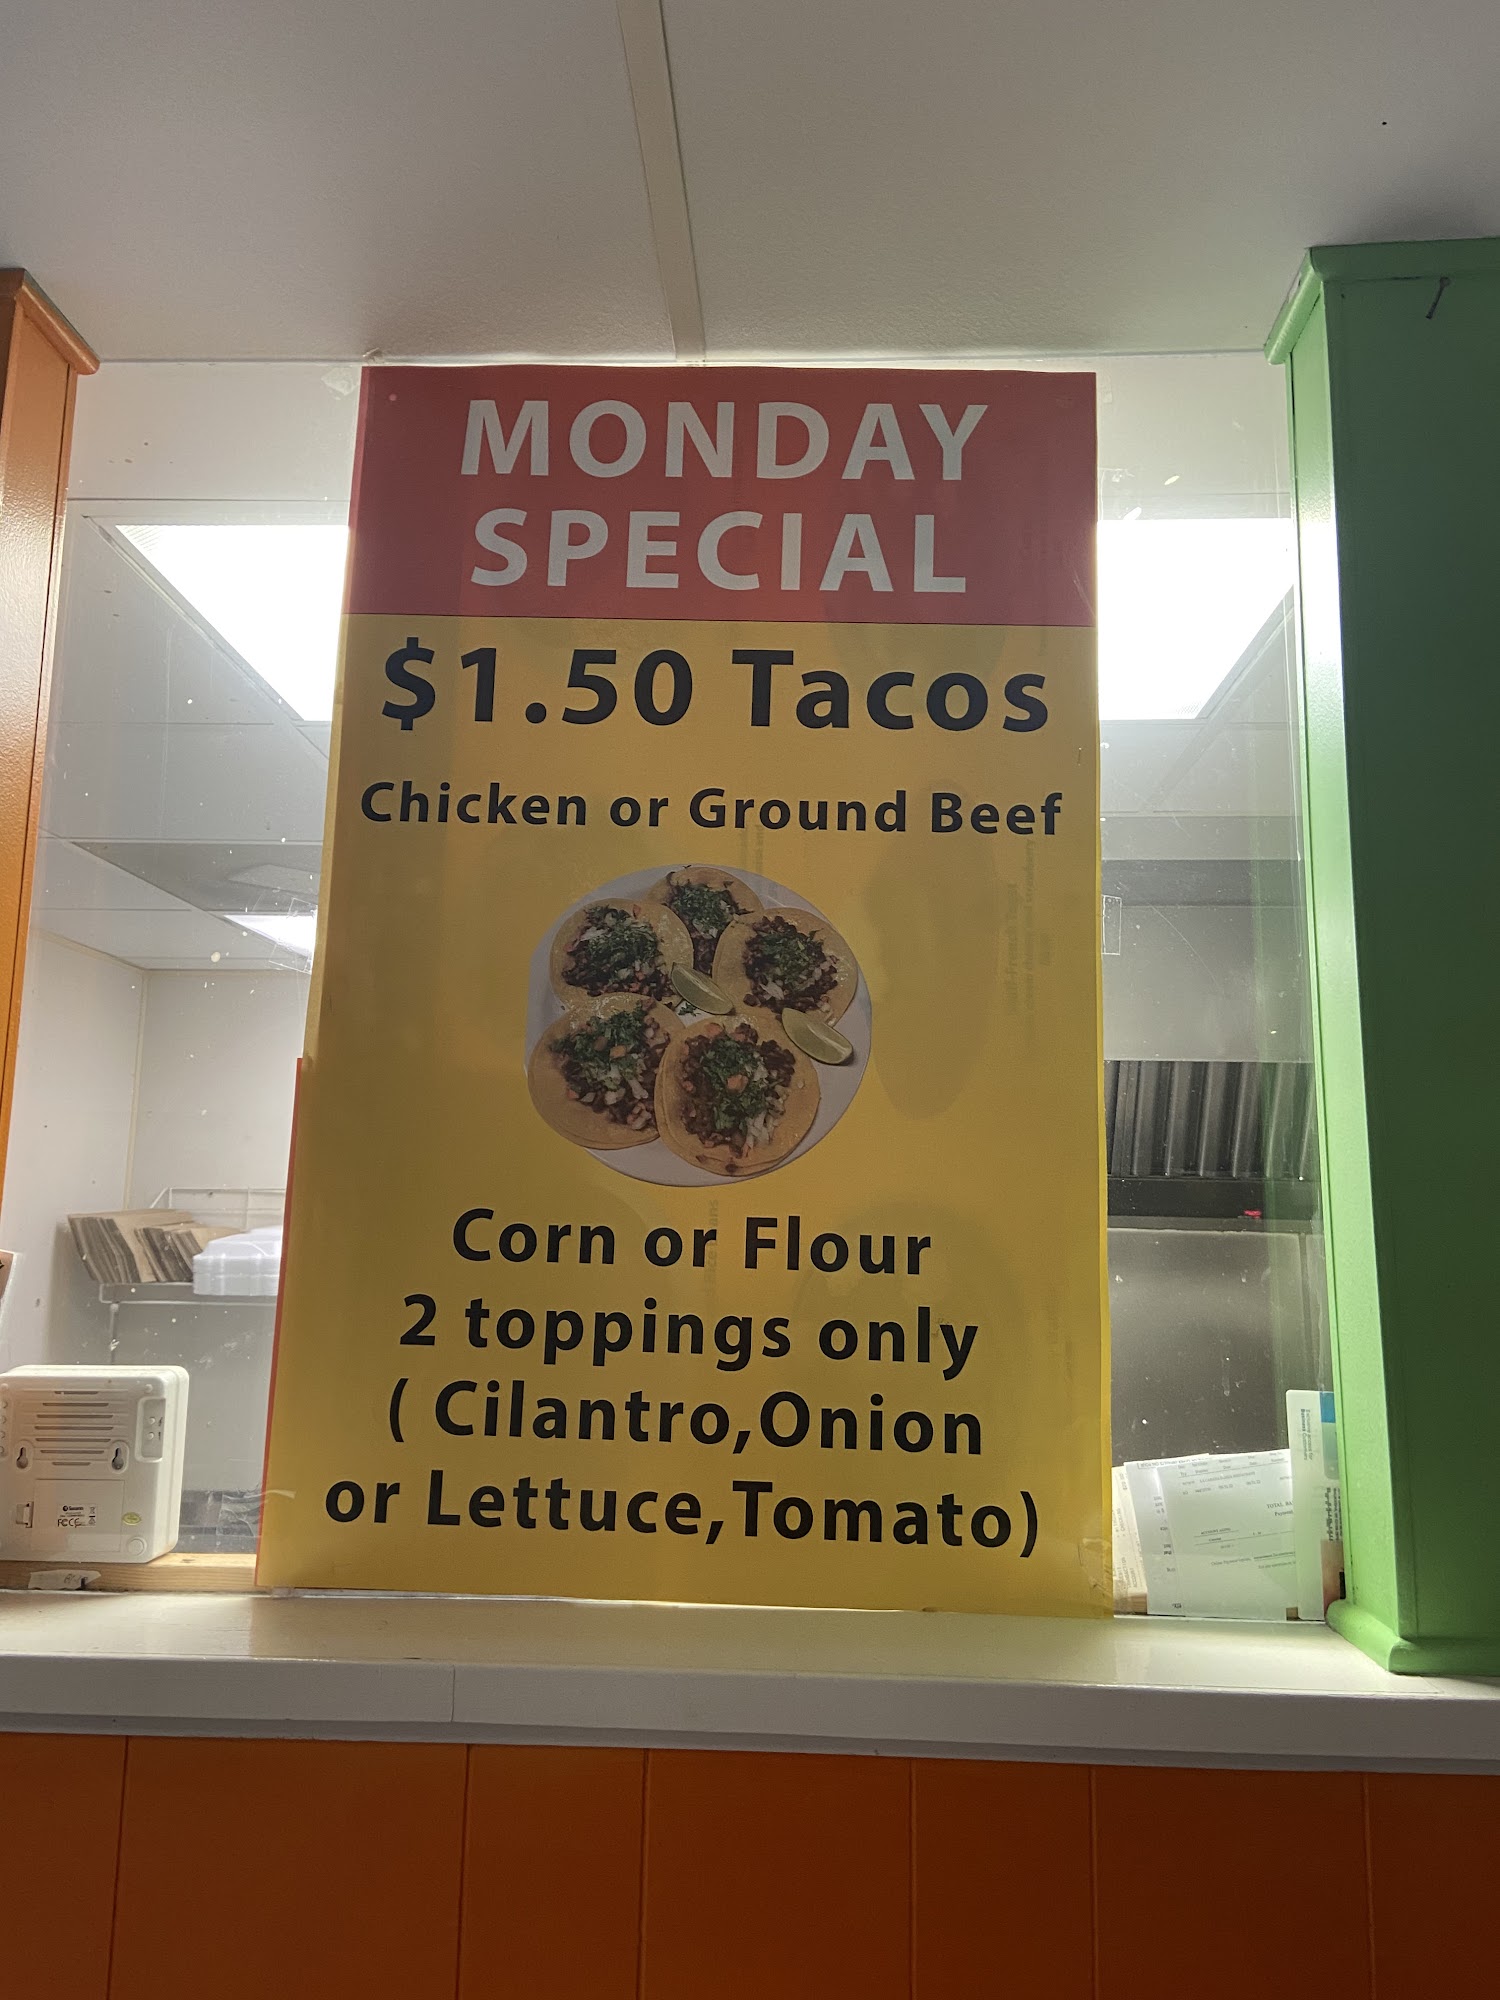 MONDAY
SPECIAL
$1.50 Tacos
Chicken or Ground Beef
Corn or Flour
2 toppings only
( Cilantro,Onion
or Lettuce,Tomato)
FCC